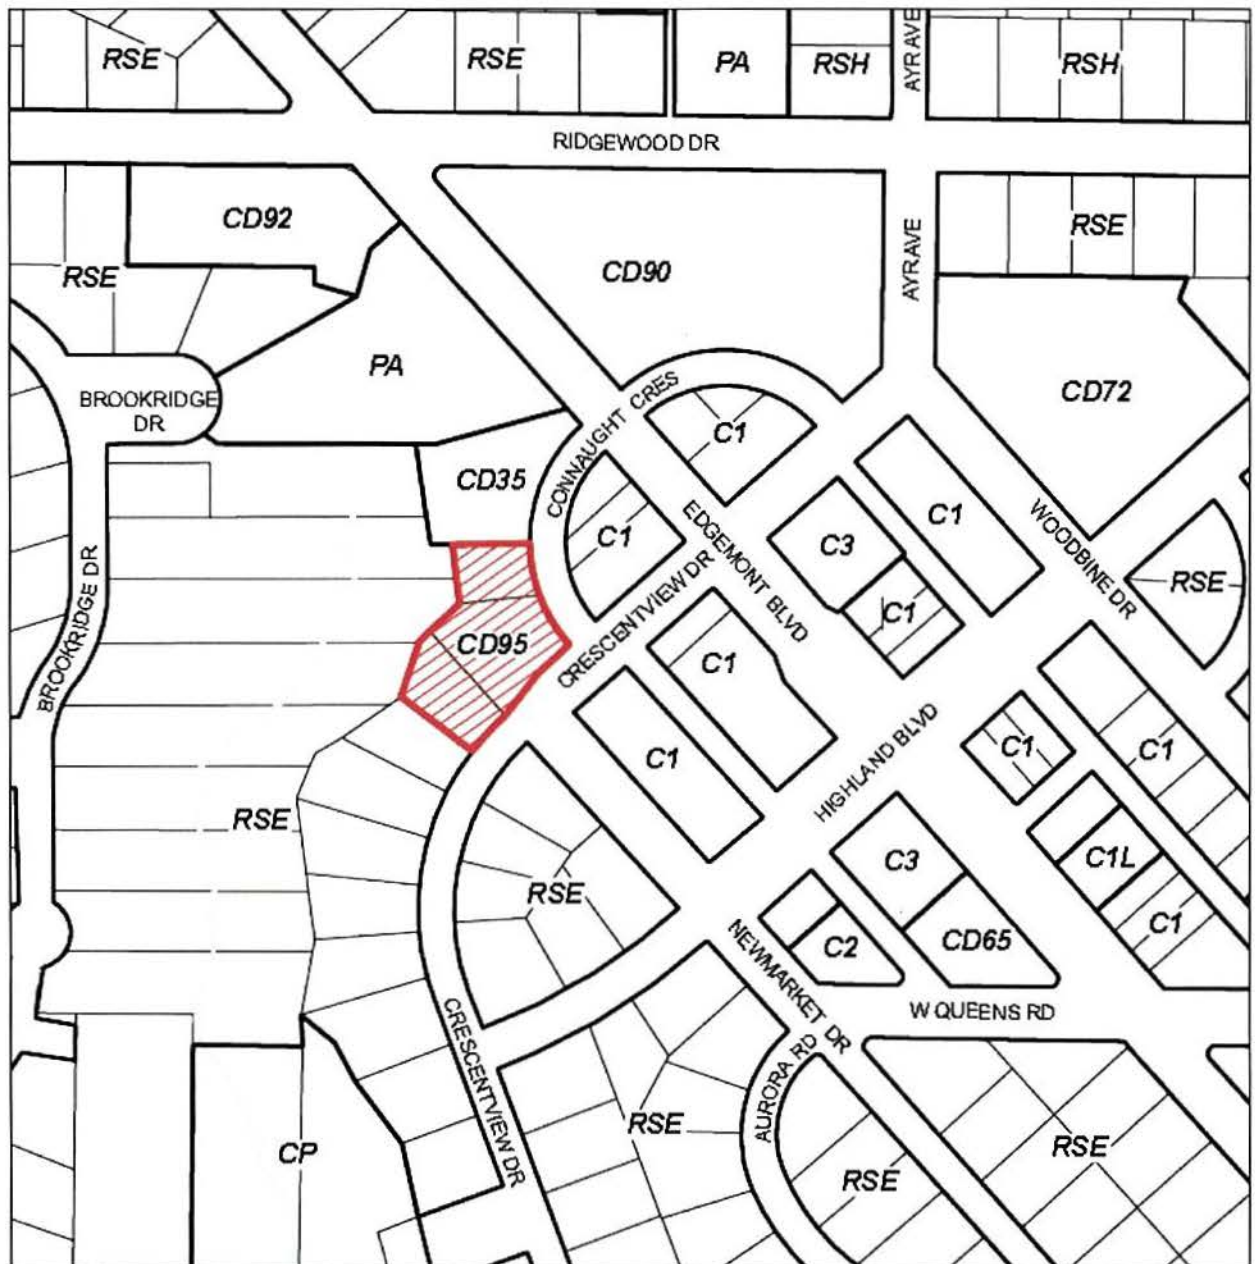 RSE
RSE
PA
RSH
AYR AVE
RSH
RIDGEWOOD DR
CD92
RSE
CD90
AYR AVE
RSE
PA
BROOKRIDGE
DR
CONNAUGHT CRES
C1
CD72
CD35
C1
EDGEMONT BLVD
C3
C1
WOODBINE DR
C1
RSE
BROOKRIDGE DR
CD95
CRESCENTVIEW DR
C1
C1
HIGHLAND BLVD
C1
C1
RSE
RSE
C3
C1L
C1
C2
CD65
NEWMARKET DR
W QUEENS RD
CRESCENTVIEW DR
AURORA RD
RSE
CP
RSE
RSE